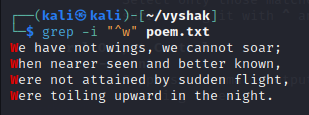 ┌──(kali㉿kali)-[~/vyshak]
└─$ grep -i "^w" poem.txt
We have not wings, we cannot soar;
When nearer seen and better known,
Were not attained by sudden flight,
Were toiling upward in the night.